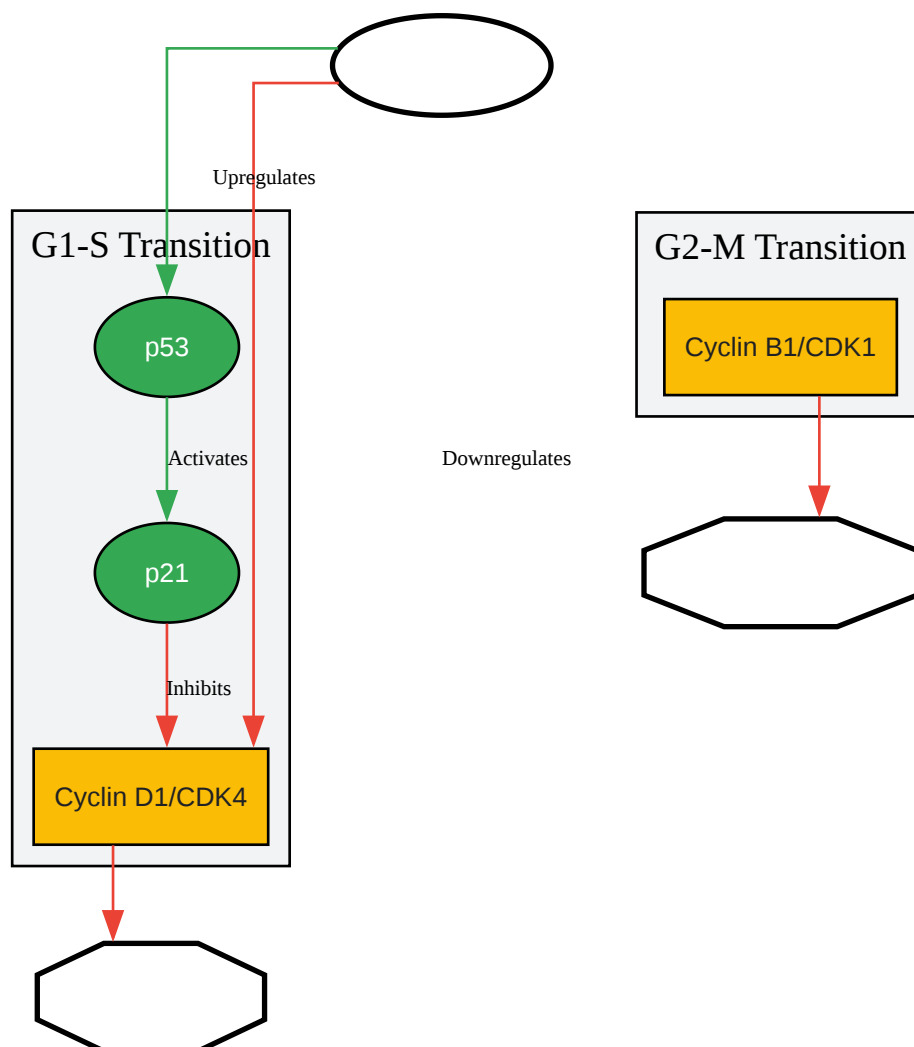 Upregulates
G1-S Transition
G2-M Transition
p53
Cyclin B1/CDK1
Activates
Downregulates
p21
Inhibits
Cyclin D1/CDK4